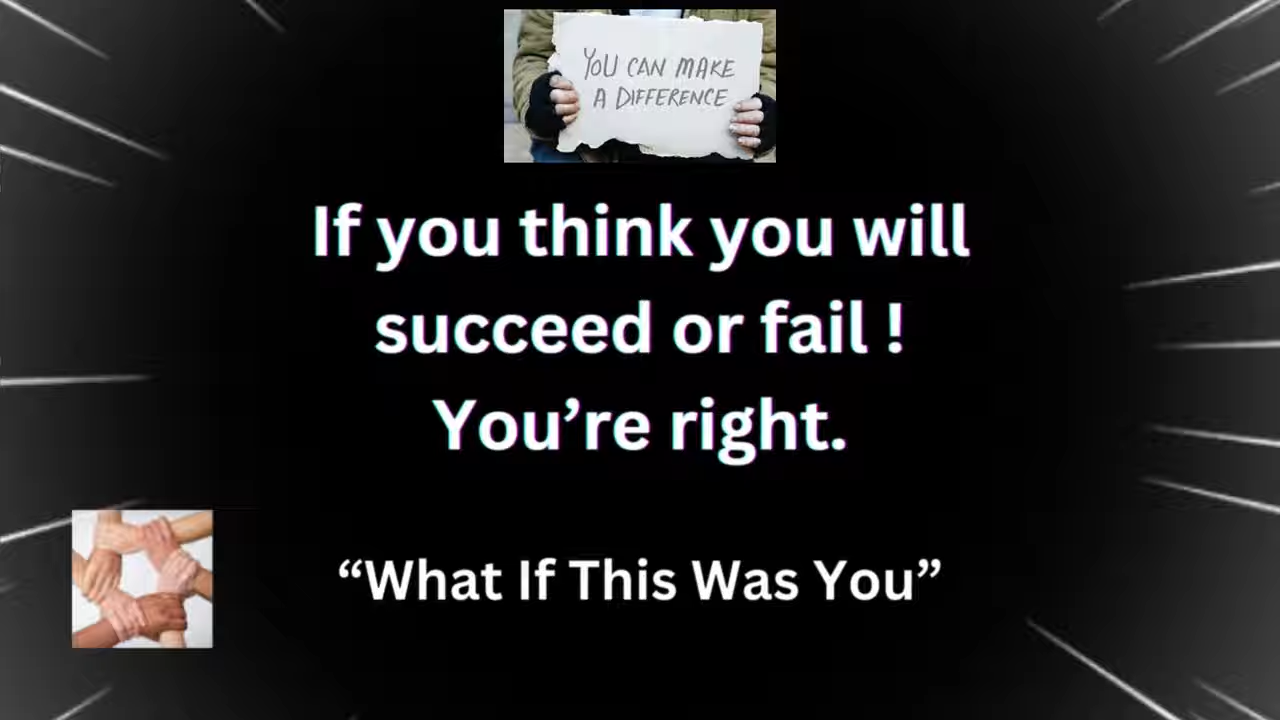 YOU CAN MAKE
A DIFFERENCE
If you think you will
succeed or fail !
You’re right.
“What If This Was You”